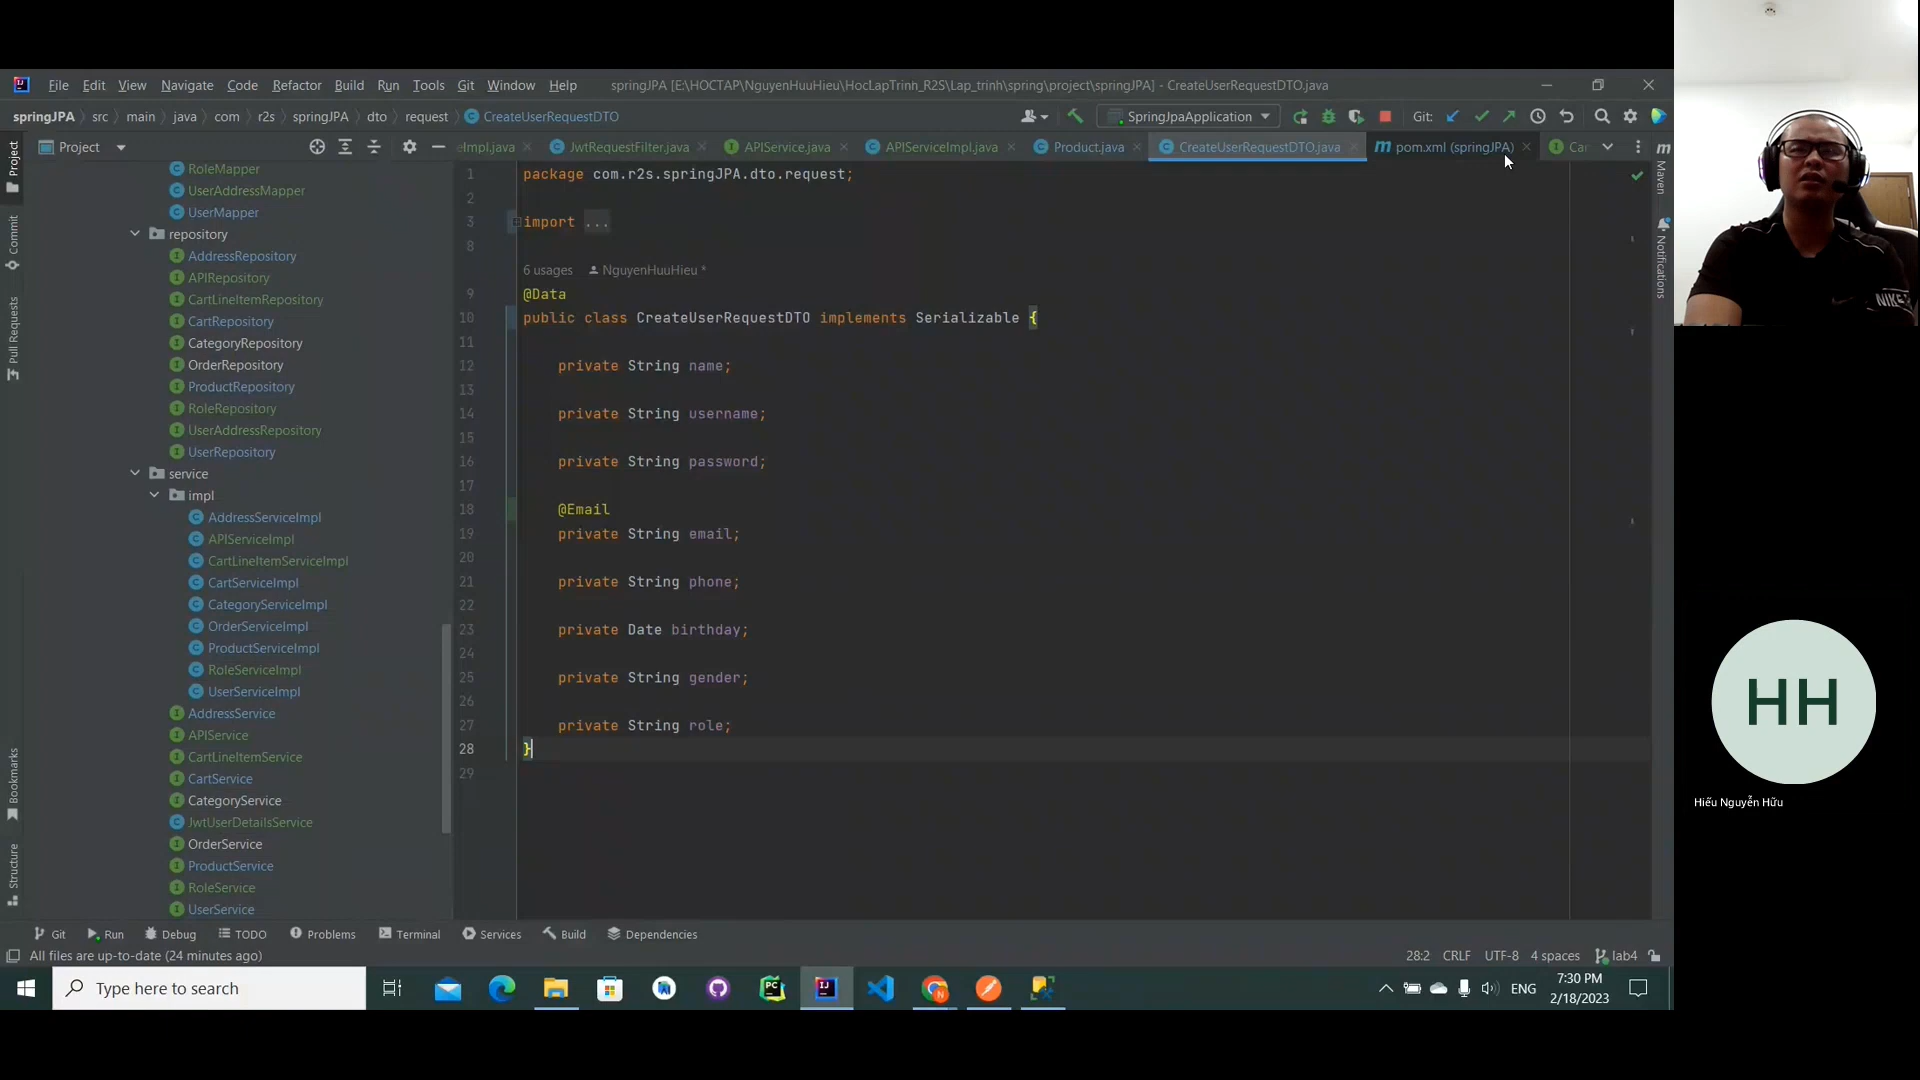 File Edit View Navigate Code Refactor Build Run Tools Git Window Help springJPA [E:\HOCTAP\NguyenHuuHieu\HocLapTrinh_R2S\Lap_trinh\spring\project\springJPA] - CreateUserRequestDTO.java
springJPA src main java com r2s springJPA dto request CreateUserRequestDTO SpringJpaApplication Git:
Project eImpl.java JwtRequestFilter.java APIService.java APIServiceImpl.java Product.java CreateUserRequestDTO.java pom.xml (springJPA) Car
Project
Commit
Pull Requests
Bookmarks
Structure
RoleMapper
UserAddressMapper
UserMapper
repository
AddressRepository
APIRepository
CartLineItemRepository
CartRepository
CategoryRepository
OrderRepository
ProductRepository
RoleRepository
UserAddressRepository
UserRepository
service
impl
AddressServiceImpl
APIServiceImpl
CartLineItemServiceImpl
CartServiceImpl
CategoryServiceImpl
OrderServiceImpl
ProductServiceImpl
RoleServiceImpl
UserServiceImpl
AddressService
APIService
CartLineItemService
CartService
CategoryService
JwtUserDetailsService
OrderService
ProductService
RoleService
UserService
1 package com.r2s.springJPA.dto.request;
2
3 import ...
8
6 usages NguyenHuuHieu *
9 @Data
10 public class CreateUserRequestDTO implements Serializable {
11
12 private String name;
13
14 private String username;
15
16 private String password;
17
18 @Email
19 private String email;
20
21 private String phone;
22
23 private Date birthday;
24
25 private String gender;
26
27 private String role;
28 }
29
Maven
Notifications
HH
Hiếu Nguyễn Hữu
Git Run Debug TODO Problems Terminal Services Build Dependencies
All files are up-to-date (24 minutes ago) 28:2 CRLF UTF-8 4 spaces lab4
Type here to search ENG 7:30 PM
2/18/2023